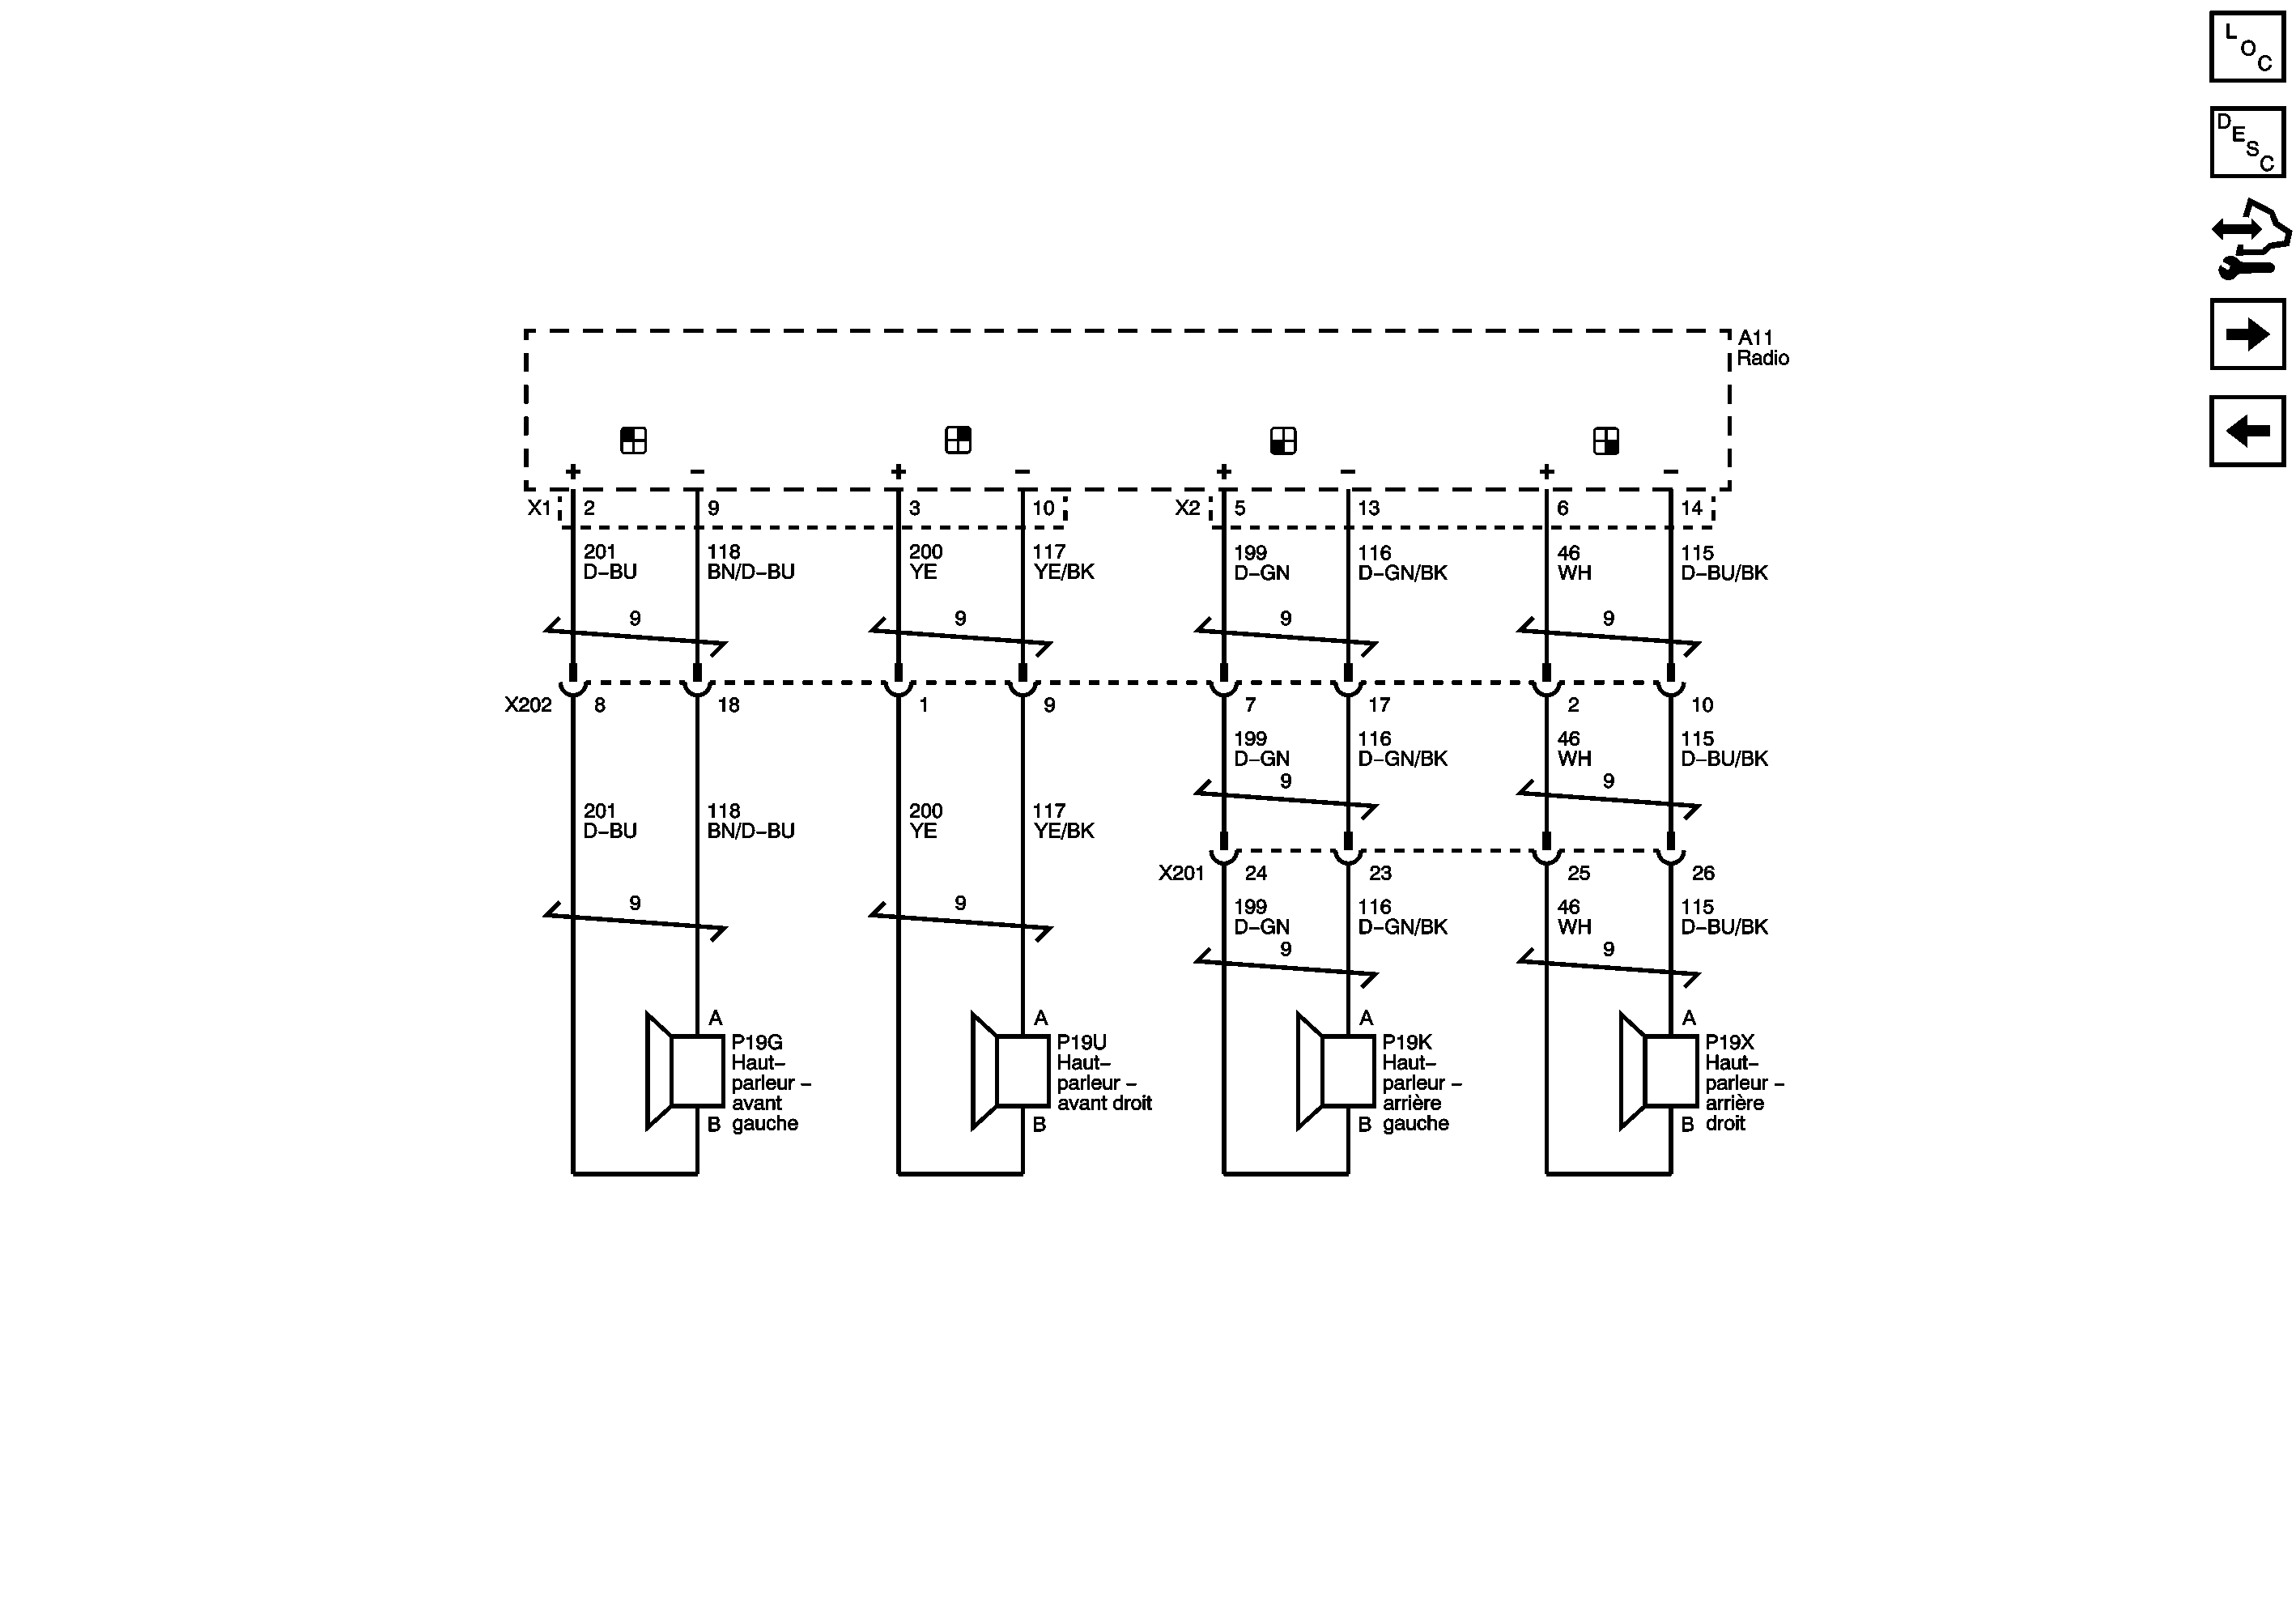 L
O
C
D
E
S
C
A11
Radio
+ − + − + − + −
X1 2 9 3 10 X2 5 13 6 14
201 118 200 117 199 116 46 115
D–BU BN/D–BU YE YE/BK D–GN D–GN/BK WH D–BU/BK
9 9 9 9
X202 8 18 1 9 7 17 2 10
199 116 46 115
D–GN D–GN/BK WH D–BU/BK
9 9
201 118 200 117
D–BU BN/D–BU YE YE/BK
X201 24 23 25 26
9 9
199 116 46 115
D–GN D–GN/BK WH D–BU/BK
9 9
A A A A
P19G
Haut–
parleur –
avant
gauche
P19U
Haut–
parleur –
avant droit
P19K
Haut–
parleur –
arrière
gauche
P19X
Haut–
parleur –
arrière
droit
B B B B